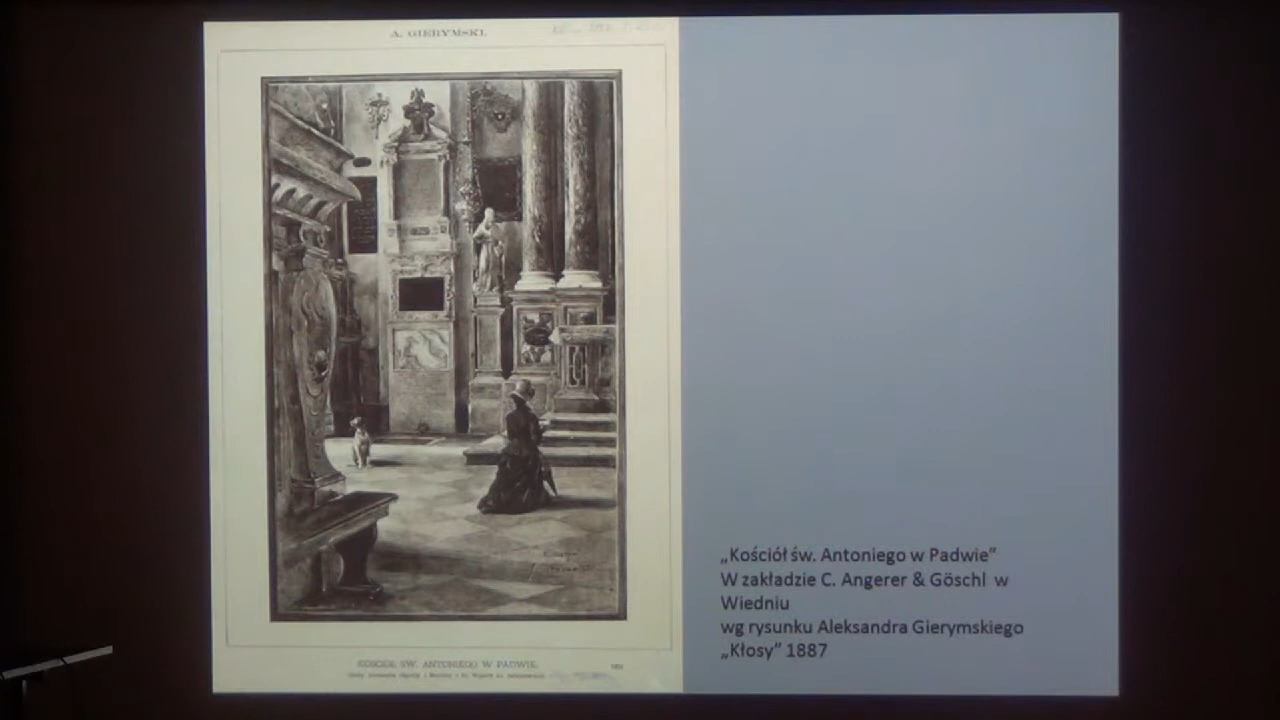 A. GIERYMSKI.
KOŚCIÓŁ ŚW. ANTONIEGO W PADWIE.
„Kościół św. Antoniego w Padwie”
W zakładzie C. Angerer & Göschl w
Wiedniu
wg rysunku Aleksandra Gierymskiego
„Kłosy” 1887